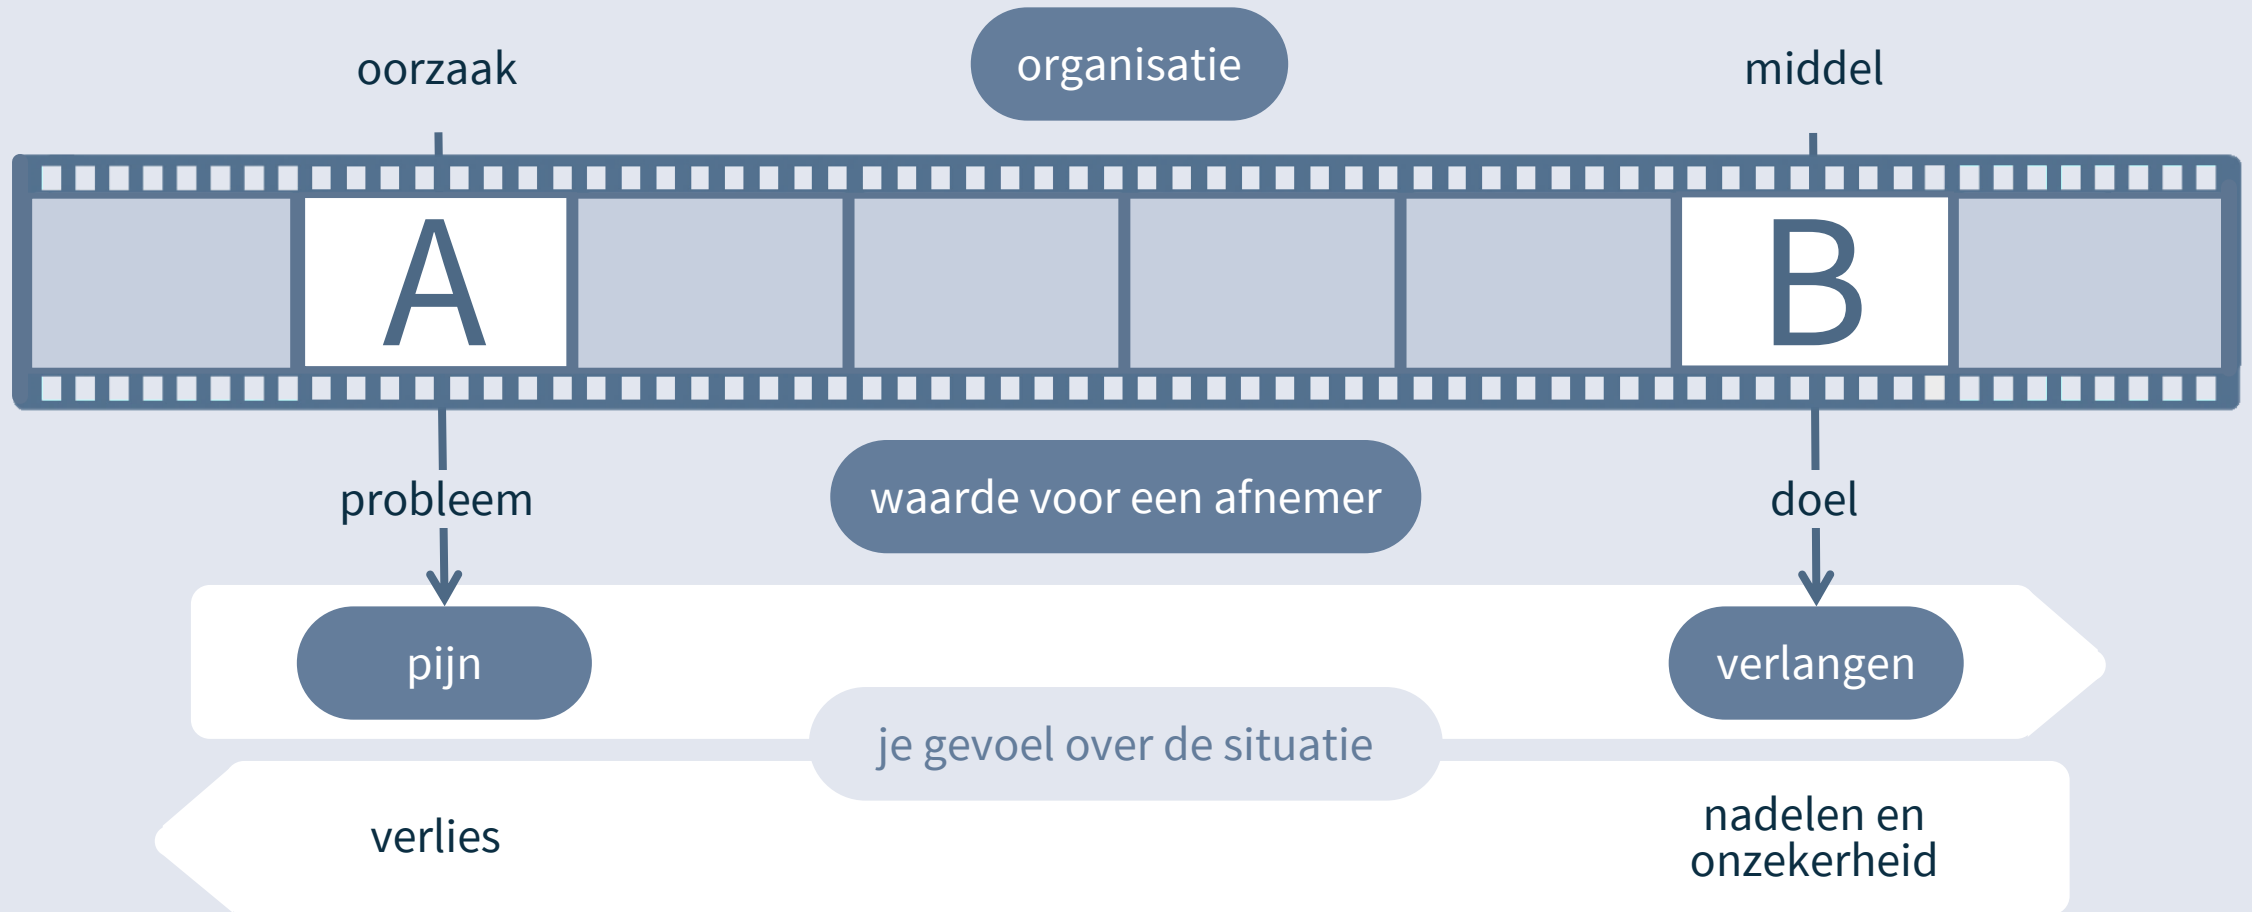 oorzaak
organisatie
middel
A
B
probleem
waarde voor een afnemer
doel
pijn
verlangen
je gevoel over de situatie
verlies
nadelen en
onzekerheid